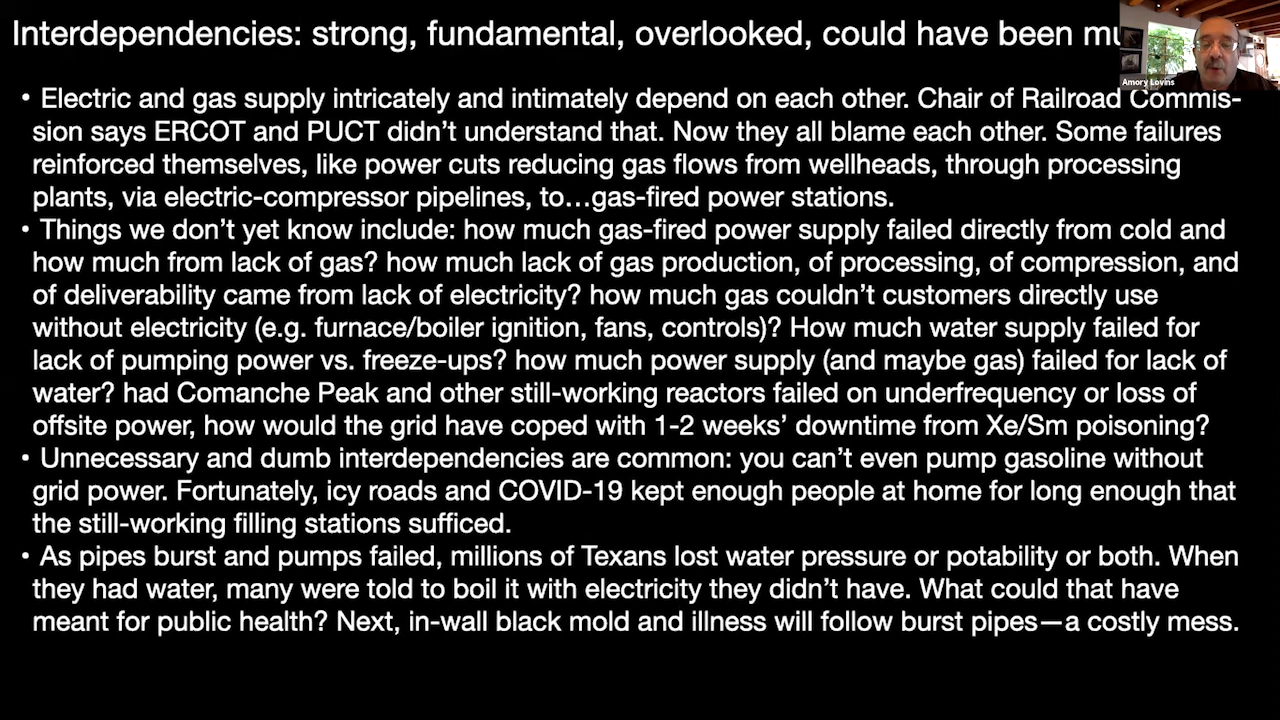 Interdependencies: strong, fundamental, overlooked, could have been
Amory Lovins
• Electric and gas supply intricately and intimately depend on each other. Chair of Railroad Commis-
sion says ERCOT and PUCT didn’t understand that. Now they all blame each other. Some failures
reinforced themselves, like power cuts reducing gas flows from wellheads, through processing
plants, via electric-compressor pipelines, to…gas-fired power stations.
• Things we don’t yet know include: how much gas-fired power supply failed directly from cold and
how much from lack of gas? how much lack of gas production, of processing, of compression, and
of deliverability came from lack of electricity? how much gas couldn’t customers directly use
without electricity (e.g. furnace/boiler ignition, fans, controls)? How much water supply failed for
lack of pumping power vs. freeze-ups? how much power supply (and maybe gas) failed for lack of
water? had Comanche Peak and other still-working reactors failed on underfrequency or loss of
offsite power, how would the grid have coped with 1-2 weeks’ downtime from Xe/Sm poisoning?
• Unnecessary and dumb interdependencies are common: you can’t even pump gasoline without
grid power. Fortunately, icy roads and COVID-19 kept enough people at home for long enough that
the still-working filling stations sufficed.
• As pipes burst and pumps failed, millions of Texans lost water pressure or potability or both. When
they had water, many were told to boil it with electricity they didn’t have. What could that have
meant for public health? Next, in-wall black mold and illness will follow burst pipes—a costly mess.